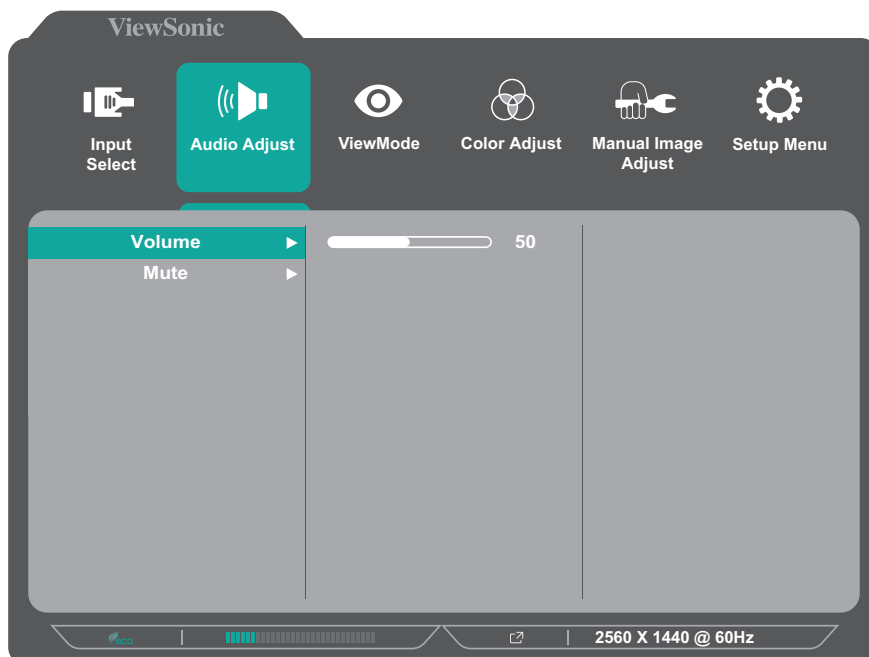 ViewSonic
Input Select
Audio Adjust
ViewMode
Color Adjust
Manual Image Adjust
Setup Menu
Volume
50
Mute
eco
2560 X 1440 @ 60Hz